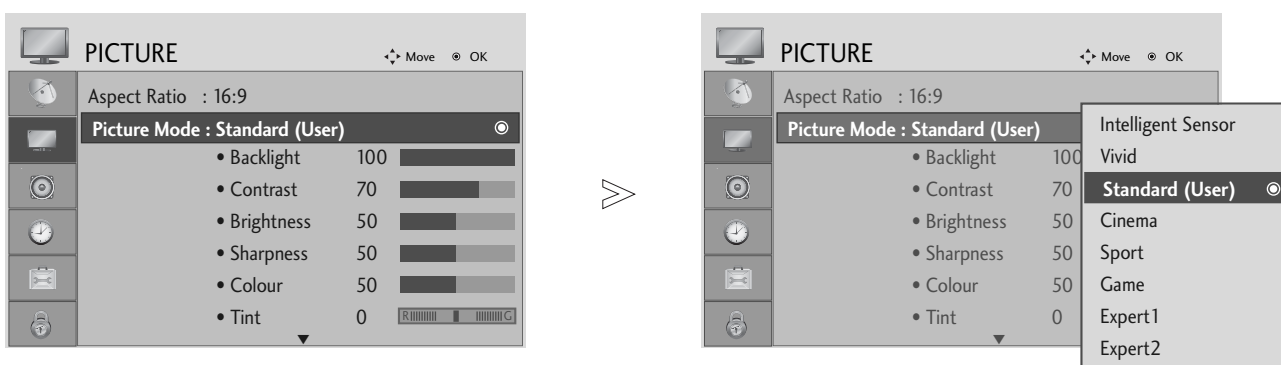 PICTURE
Move ◉ OK
Aspect Ratio : 16:9
Picture Mode : Standard (User) ◉
• Backlight 100
• Contrast 70
• Brightness 50
• Sharpness 50
• Colour 50
• Tint 0 R G
▼
>
PICTURE
Move ◉ OK
Aspect Ratio : 16:9
Picture Mode : Standard (User)
• Backlight 100
• Contrast 70
• Brightness 50
• Sharpness 50
• Colour 50
• Tint 0
▼
Intelligent Sensor
Vivid
Standard (User) ◉
Cinema
Sport
Game
Expert1
Expert2